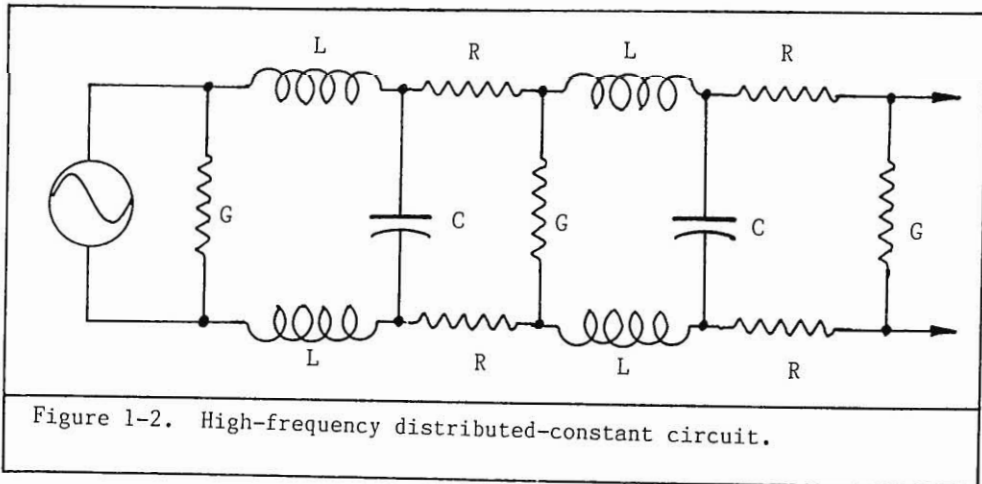 L R L R
G C G C G
L R L R
Figure 1-2. High-frequency distributed-constant circuit.